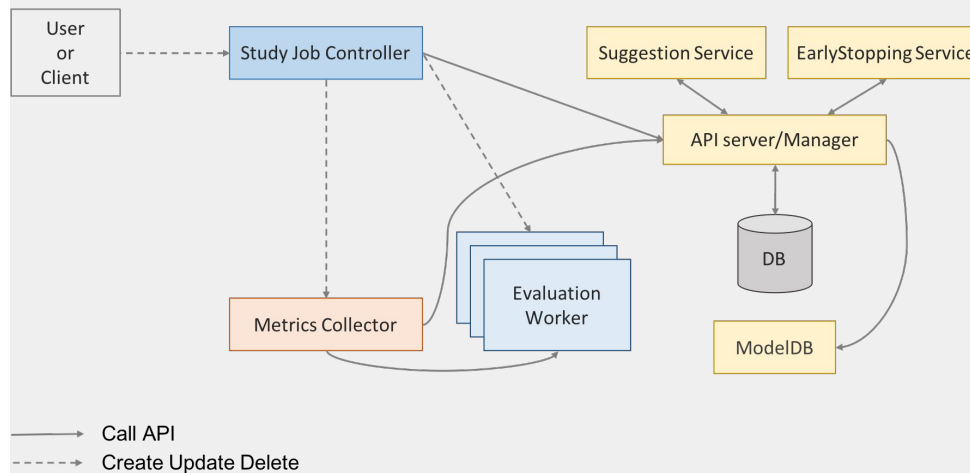 User
or
Client
Study Job Controller
Suggestion Service
EarlyStopping Service
API server/Manager
DB
Evaluation
Worker
Metrics Collector
ModelDB
Call API
Create Update Delete